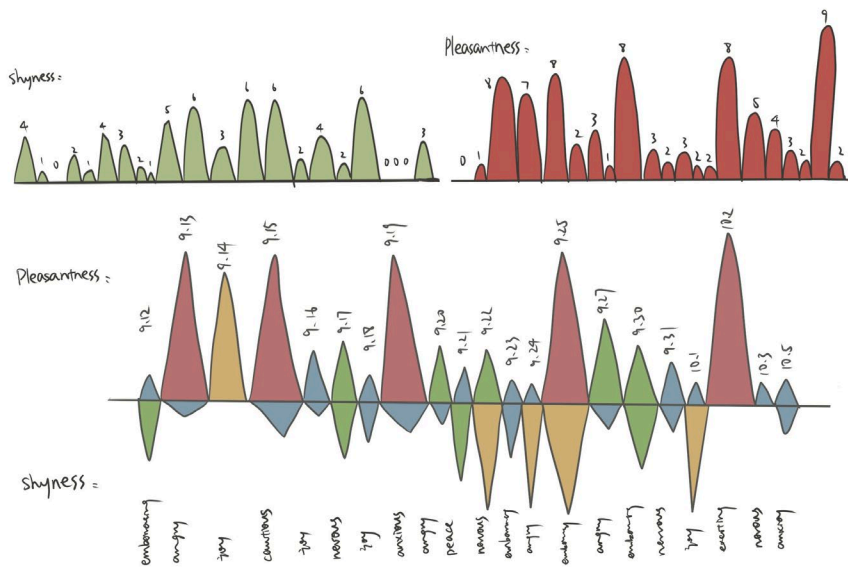 Shyness:
4 1 0 2 1 4 3 2 1 5 6 3 6 6 2 4 2 6 0 0 0 3
Pleasantness:
0 1 8 7 8 2 3 1 8 3 2 3 2 2 8 5 4 3 2 9 2
Pleasantness:
9.12 9.13 9.14 9.15 9.16 9.17 9.18 9.19 9.20 9.21 9.22 9.23 9.24 9.25 9.27 9.30 9.31 10.1 10.2 10.3 10.5
Shyness:
angry joy cautious joy nervous joy anxious angry peace nervous angry nervous joy exciting